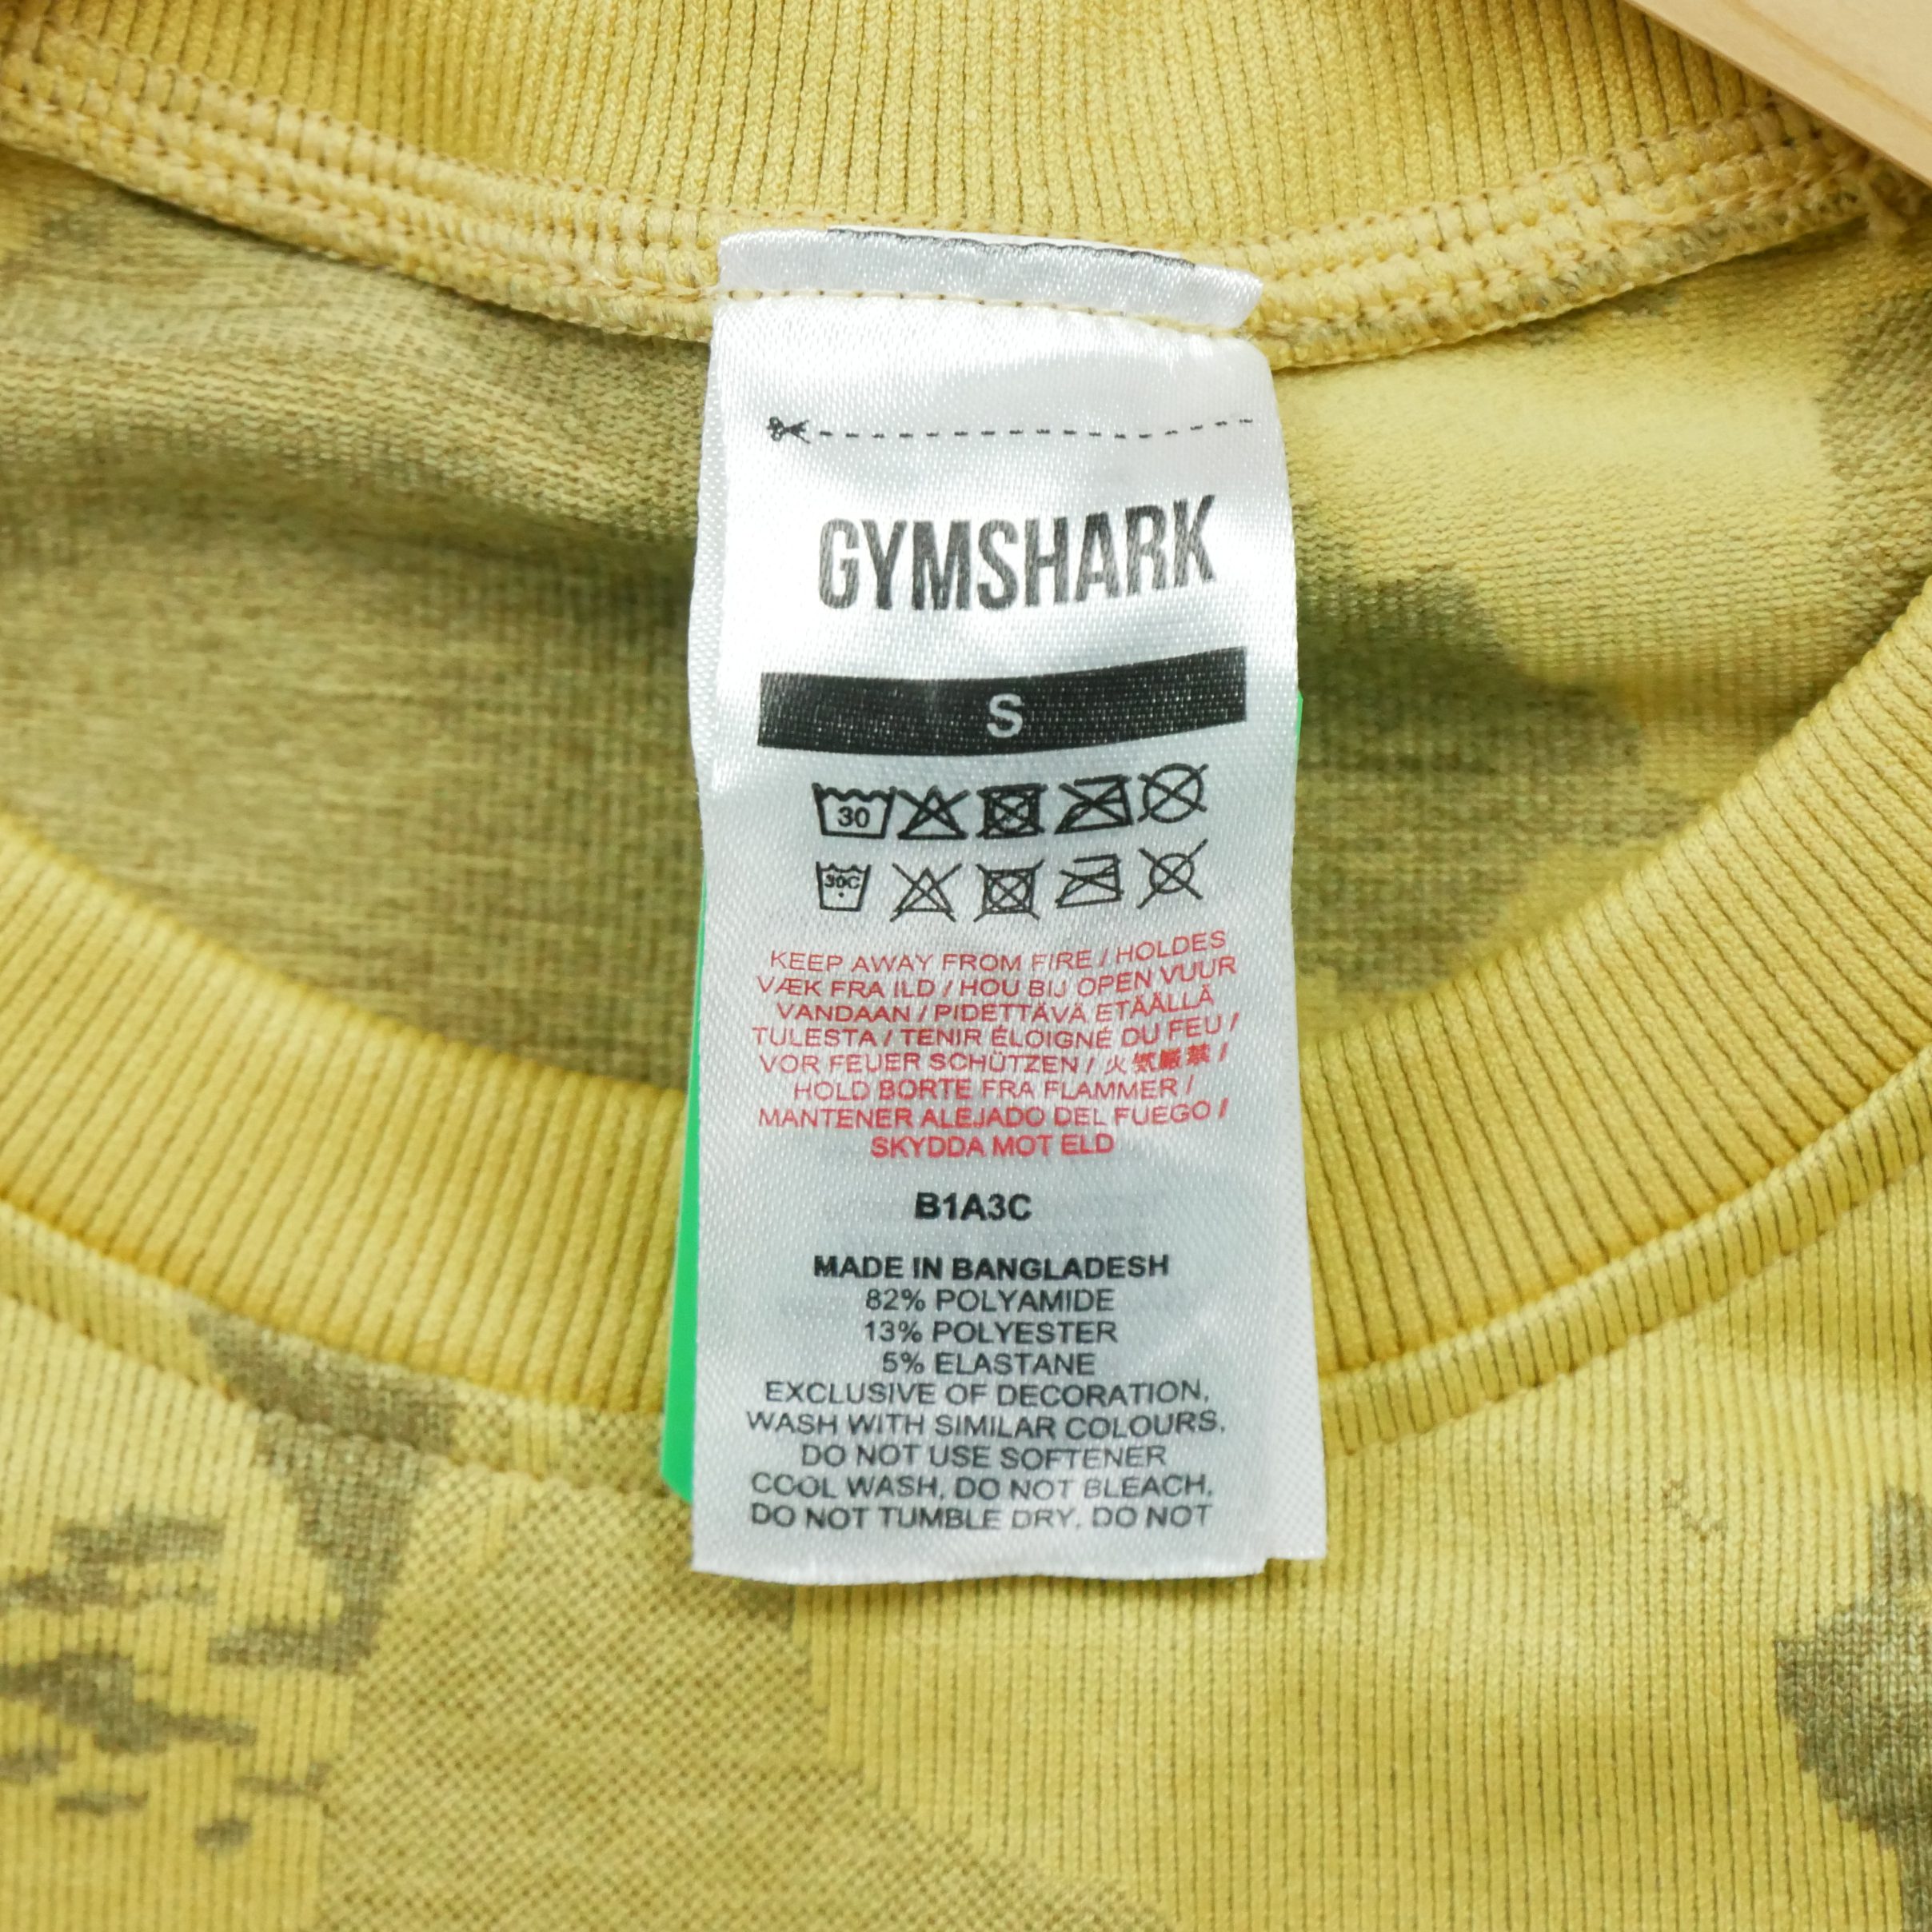 GYMSHARK
S
30
30C
KEEP AWAY FROM FIRE / HOLDES
VÆK FRA ILD / HOU BIJ OPEN VUUR
VANDAAN / PIDETTÄVÄ ETÄÄLLÄ
TULESTA / TENIR ÉLOIGNÉ DU FEU /
VOR FEUER SCHÜTZEN / 火気厳禁 /
HOLD BORTE FRA FLAMMER /
MANTENER ALEJADO DEL FUEGO /
SKYDDA MOT ELD
B1A3C
MADE IN BANGLADESH
82% POLYAMIDE
13% POLYESTER
5% ELASTANE
EXCLUSIVE OF DECORATION,
WASH WITH SIMILAR COLOURS,
DO NOT USE SOFTENER
COOL WASH, DO NOT BLEACH,
DO NOT TUMBLE DRY, DO NOT